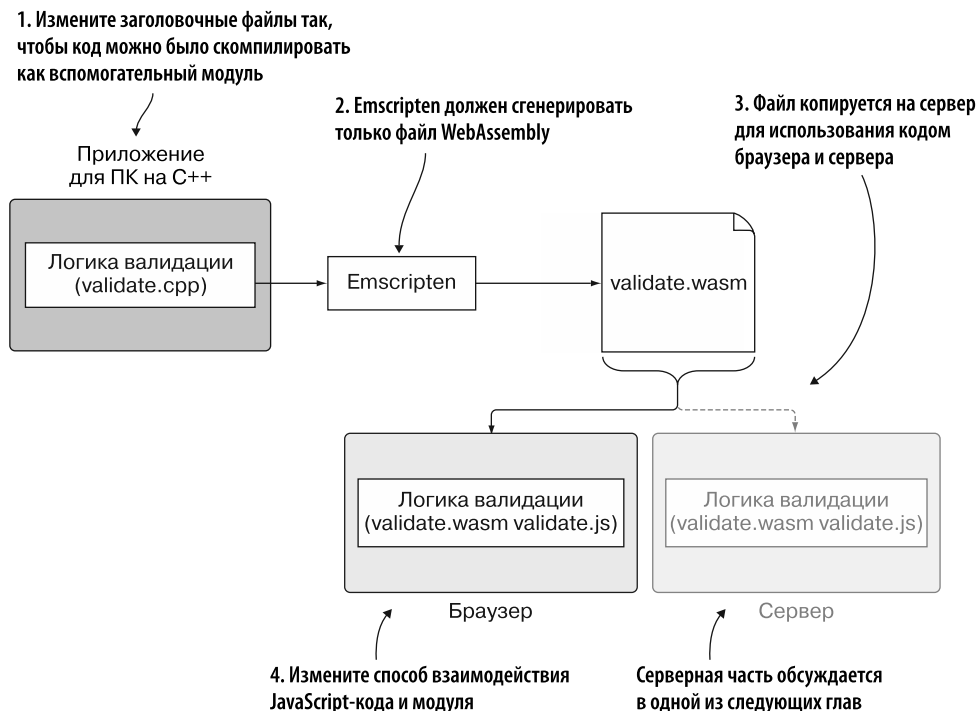 1. Измените заголовочные файлы так,
чтобы код можно было скомпилировать
как вспомогательный модуль
2. Emscripten должен сгенерировать
только файл WebAssembly
3. Файл копируется на сервер
для использования кодом
браузера и сервера
Приложение
для ПК на C++
Логика валидации
(validate.cpp)
Emscripten
validate.wasm
Логика валидации
(validate.wasm validate.js)
Браузер
Логика валидации
(validate.wasm validate.js)
Сервер
4. Измените способ взаимодействия
JavaScript-кода и модуля
Серверная часть обсуждается
в одной из следующих глав